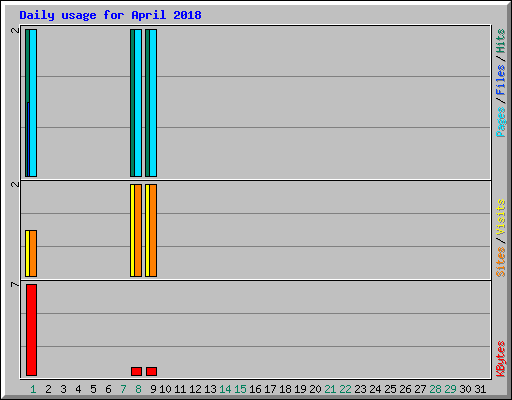 Daily usage for April 2018
2
Pages / Files / Hits
2
Sites / Visits
7
KBytes
1 2 3 4 5 6 7 8 9 10 11 12 13 14 15 16 17 18 19 20 21 22 23 24 25 26 27 28 29 30 31